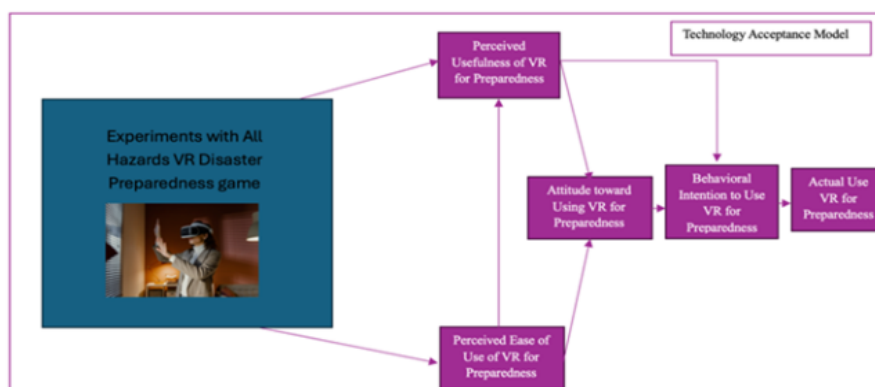 Technology Acceptance Model
Perceived
Usefulness of VR
for Preparedness
Experiments with All
Hazards VR Disaster
Preparedness game
Attitude toward
Using VR for
Preparedness
Behavioral
Intention to Use
VR for
Preparedness
Actual Use
VR for
Preparedness
Perceived Ease of
Use of VR for
Preparedness